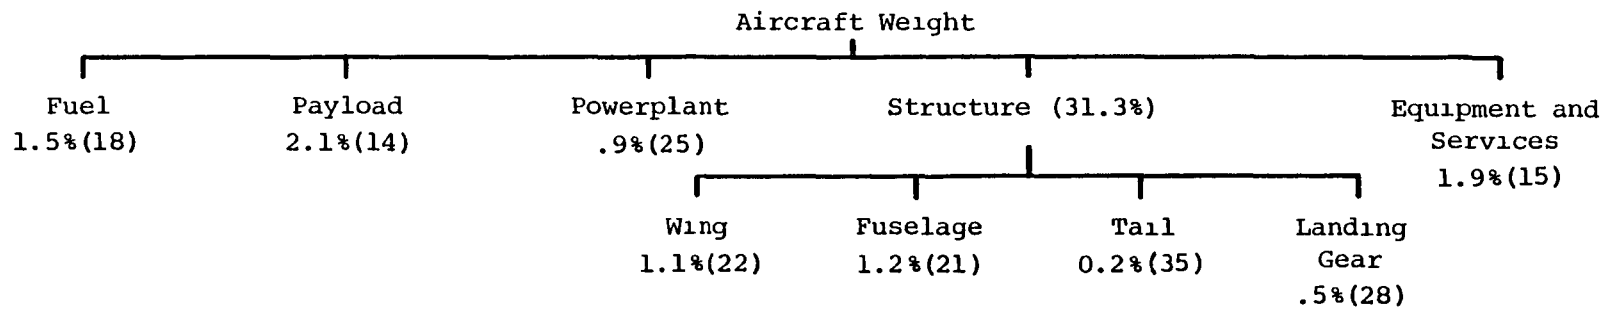 Aircraft Weight
Fuel
1.5%(18)
Payload
2.1%(14)
Powerplant
.9%(25)
Structure (31.3%)
Equipment and
Services
1.9%(15)
Wing
1.1%(22)
Fuselage
1.2%(21)
Tail
0.2%(35)
Landing
Gear
.5%(28)